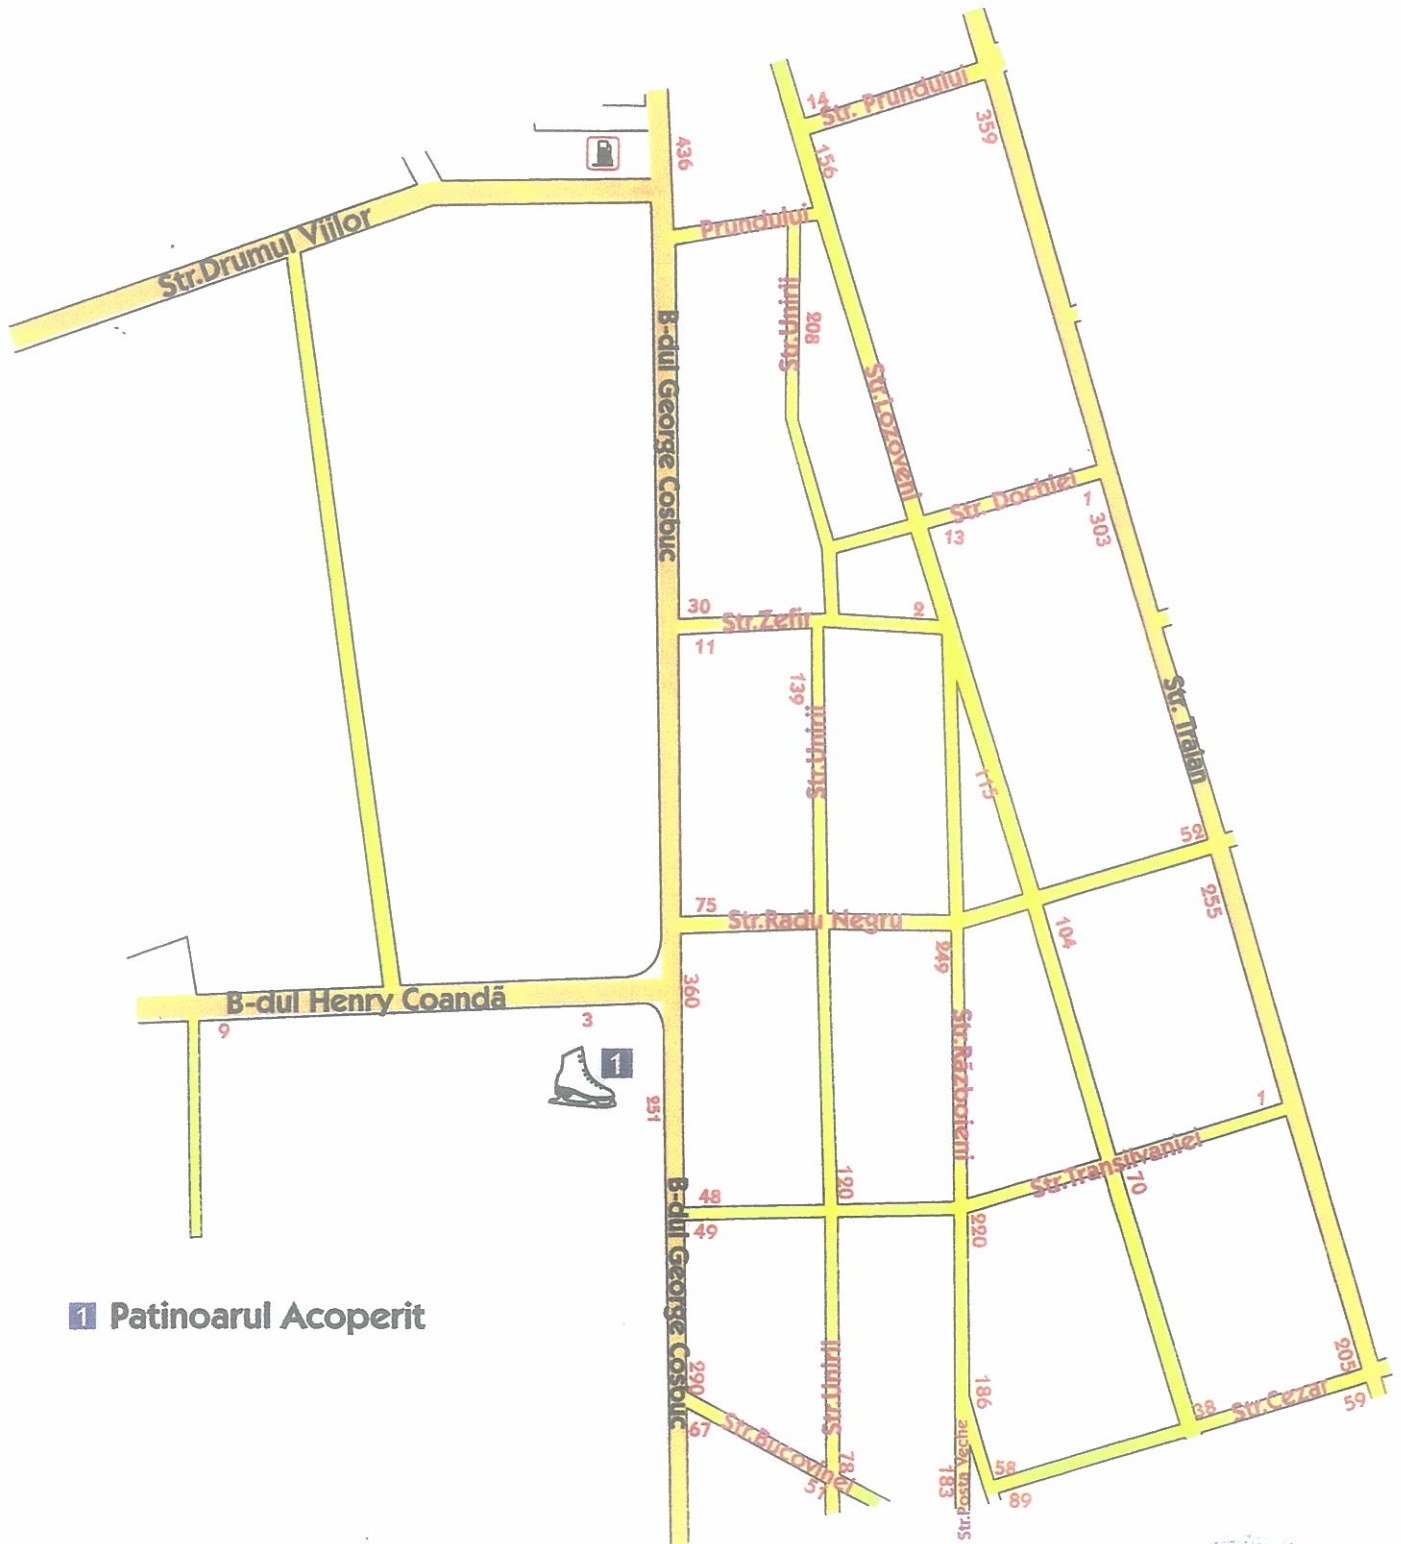 14
Str. Prundului
359
436
156
Prundului
Str.Drumul Viilor
Str.Unirii
208
B-dul George Cosbuc
Str.Lozoveni
Str. Dochiei
1
13
303
30
Str.Zefir
2
11
139
Str.Unirii
Str. Traian
115
52
75
Str.Radu Negru
255
104
249
360
B-dul Henry Coandă
9
3
1
251
Str.Războieni
1
Str.Transilvaniei
120
70
48
49
220
B-dul George Cosbuc
1 Patinoarul Acoperit
Str.Unirii
290
67
Str.Bucovinei
186
38
Str.Cezar
205
59
78
57
183
Str.Posta Veche
58
89